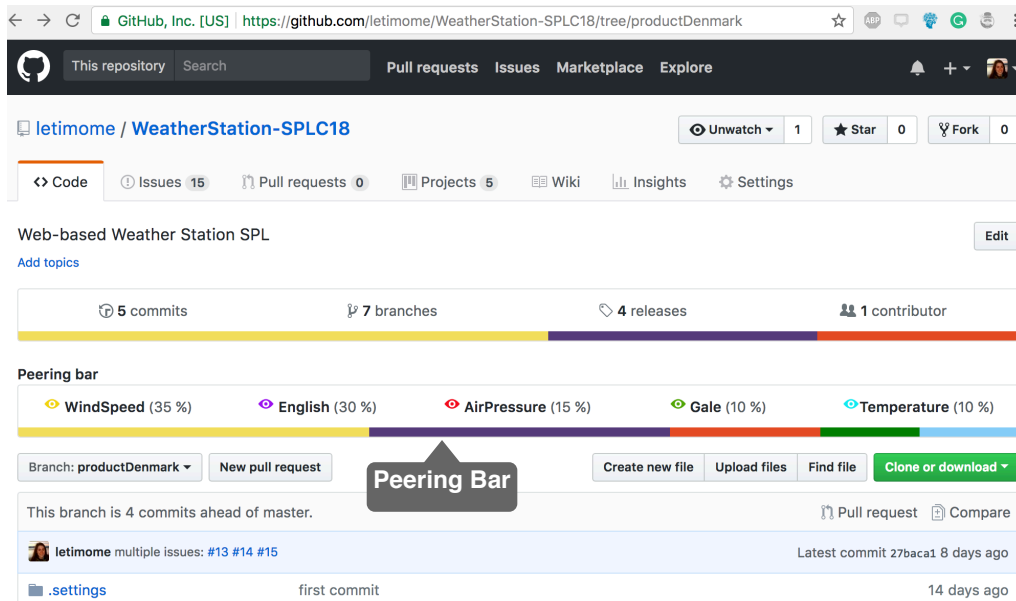 GitHub, Inc. [US] https://github.com/letimome/WeatherStation-SPLC18/tree/productDenmark ABP G
This repository Search Pull requests Issues Marketplace Explore
letimome / WeatherStation-SPLC18 Unwatch 1 Star 0 Fork 0
Code Issues 15 Pull requests 0 Projects 5 Wiki Insights Settings
Web-based Weather Station SPL Edit
Add topics
5 commits 7 branches 4 releases 1 contributor
Peering bar
WindSpeed (35 %) English (30 %) AirPressure (15 %) Gale (10 %) Temperature (10 %)
Branch: productDenmark New pull request Create new file Upload files Find file Clone or download
Peering Bar
This branch is 4 commits ahead of master. Pull request Compare
letimome multiple issues: #13 #14 #15 Latest commit 27baca1 8 days ago
.settings first commit 14 days ago